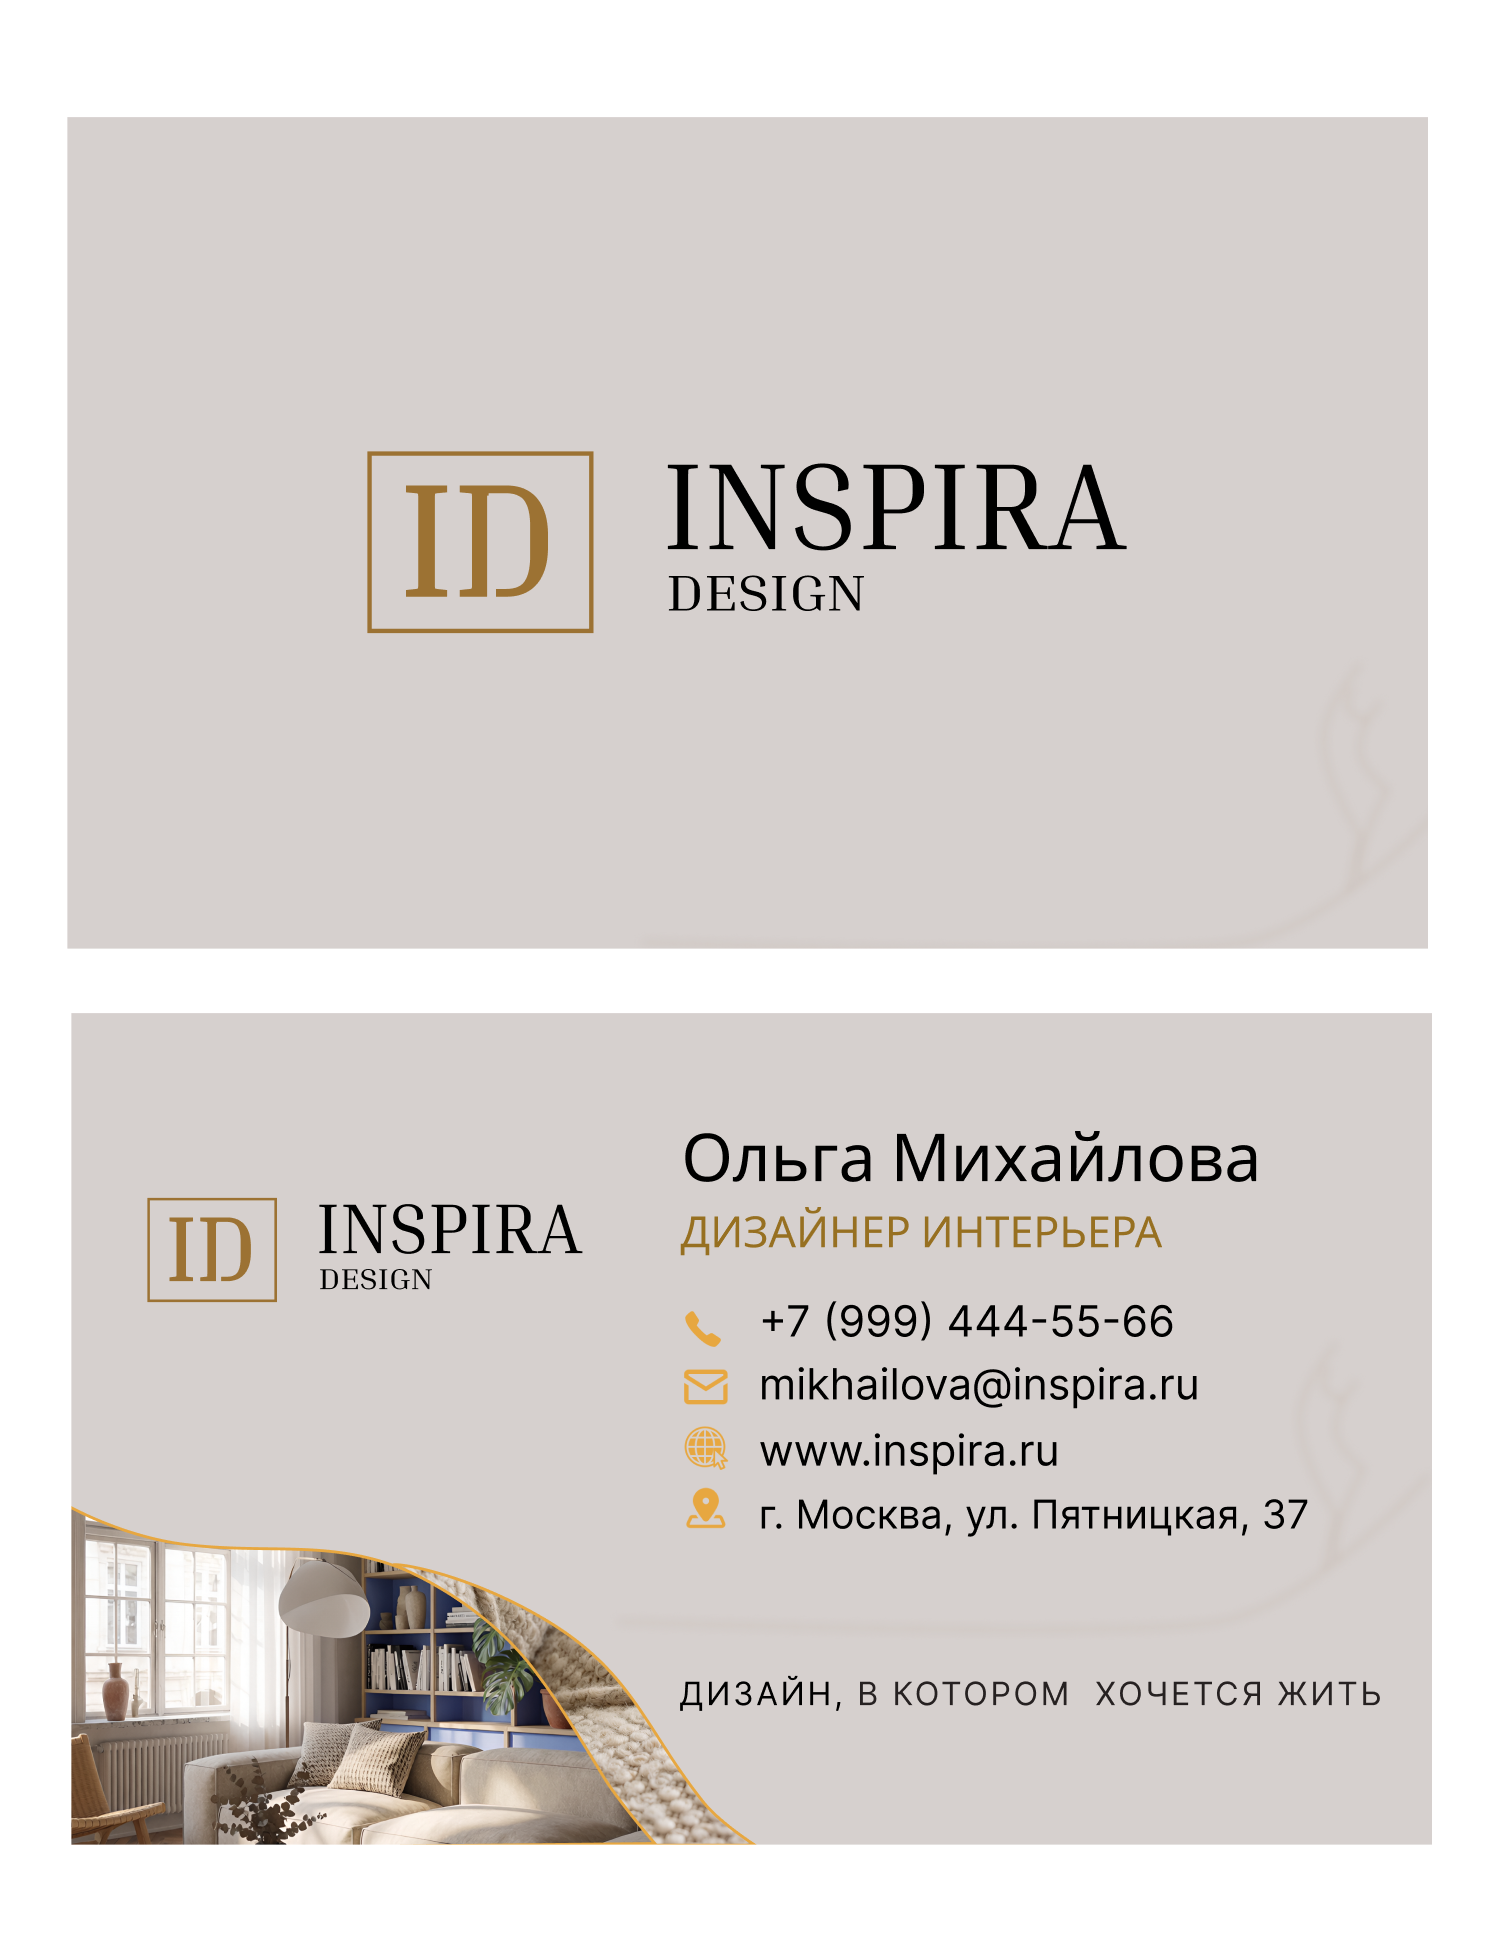 ID
INSPIRA
DESIGN
ID
INSPIRA
DESIGN
Ольга Михайлова
ДИЗАЙНЕР ИНТЕРЬЕРА
+7 (999) 444-55-66
mikhailova@inspira.ru
www.inspira.ru
г. Москва, ул. Пятницкая, 37
ДИЗАЙН, В КОТОРОМ ХОЧЕТСЯ ЖИТЬ